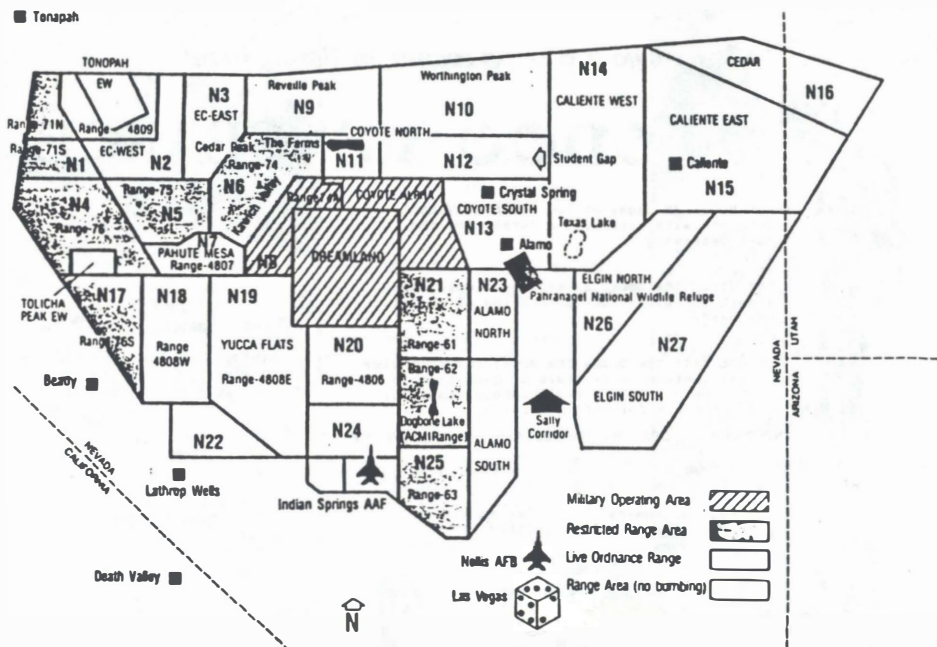 Tonapah
TONOPAH
EW
Range-71N
Range-4809
Range-71S
N1
EC-WEST
N2
N3
EC-EAST
Cedar Peak
Reveille Peak
N9
Worthington Peak
N10
COYOTE NORTH
N14
CALIENTE WEST
CEDAR
N16
CALIENTE EAST
The Farms
Range-74
N11
N12
Student Gap
Caliente
N15
N4
Range-76
Range-75
N5
N6
Kawich Valley
COYOTE ALPHA
Crystal Spring
COYOTE SOUTH
N13
Texas Lake
Alamo
N7
PAHUTE MESA
Range-4807
N8
DREAMLAND
TOLICHA
PEAK EW
N17
Range-76S
N18
Range
4808W
N19
YUCCA FLATS
Range-4808E
N20
Range-4806
N21
Range-61
N23
ALAMO
NORTH
Pahranagel National Wildlife Refuge
ELGIN NORTH
N26
N27
ELGIN SOUTH
NEVADA
UTAH
ARIZONA
Beatty
Range-62
Dogbone Lake
(ACMI Range)
ALAMO
SOUTH
Sally
Corridor
N22
N24
N25
Range-63
NEVADA
CALIFORNIA
Lathrop Wells
Indian Springs AAF
Death Valley
N
Nellis AFB
Las Vegas
Military Operating Area
Restricted Range Area
Live Ordnance Range
Range Area (no bombing)